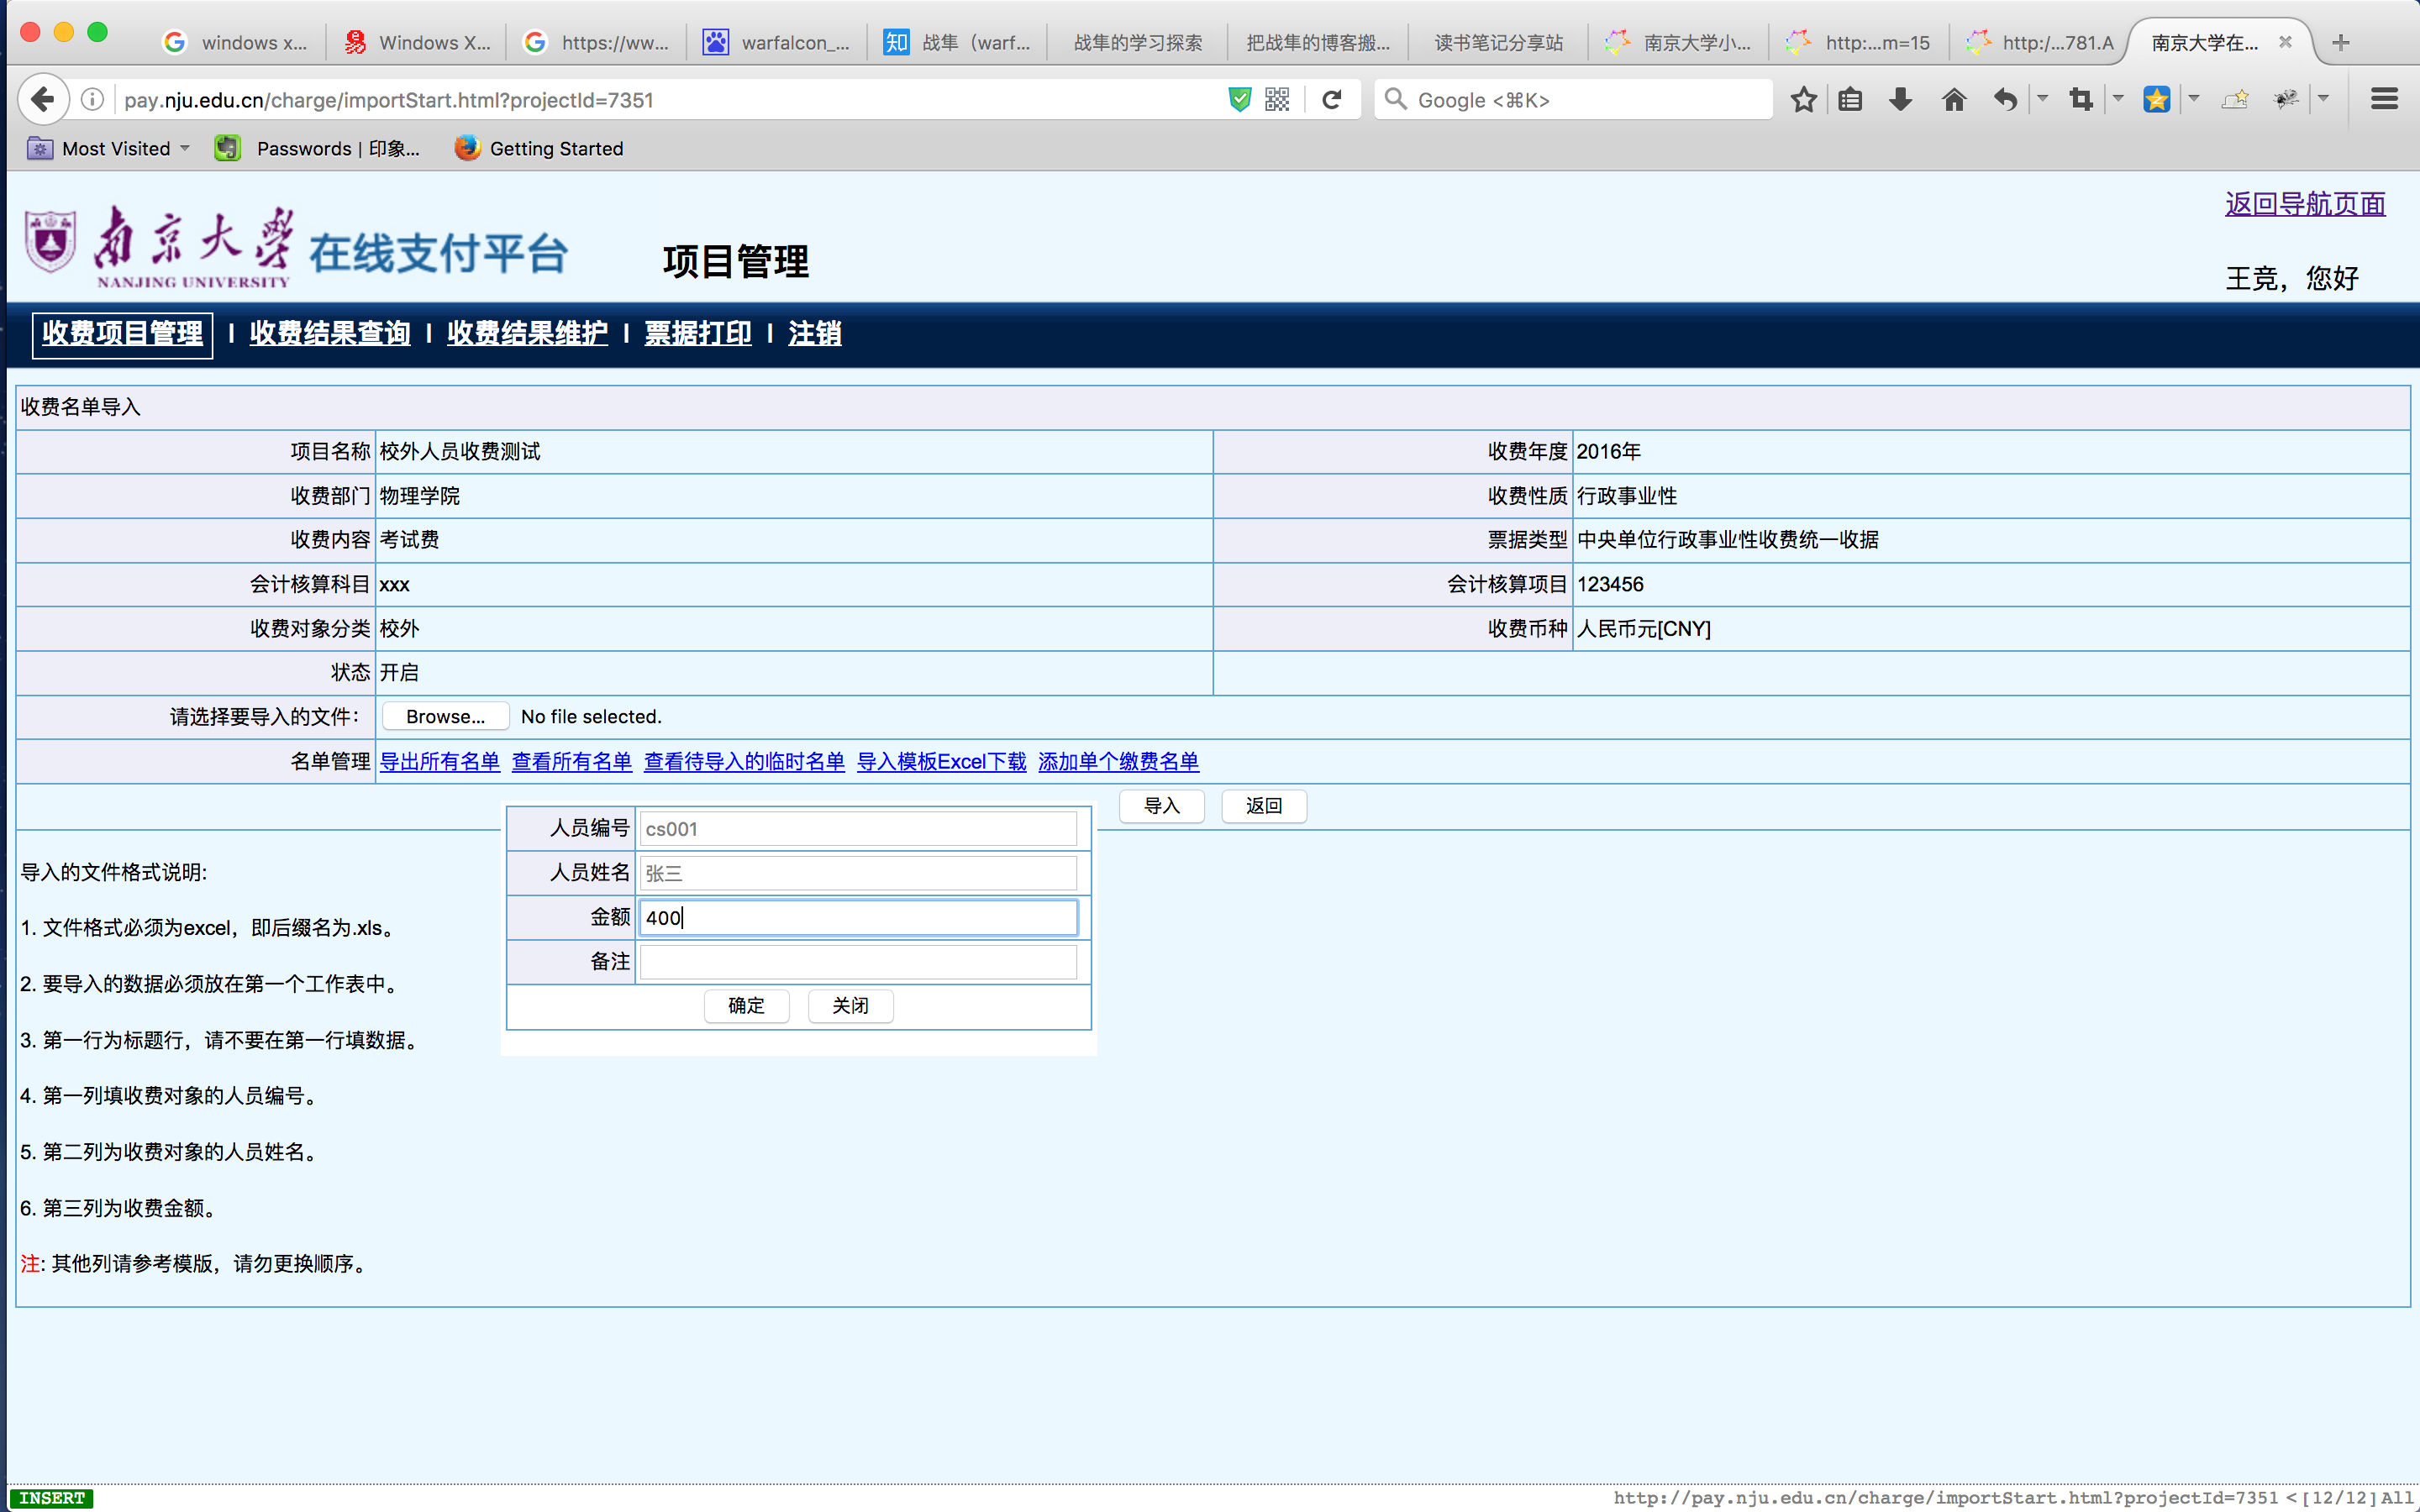 windows x...
Windows X...
https://ww...
warfalcon_...
知 战隼（warf...
战隼的学习探索
把战隼的博客搬...
读书笔记分享站
南京大学小...
http:...m=15
http:/...781.A
南京大学在...
pay.nju.edu.cn/charge/importStart.html?projectId=7351
Google <⌘K>
Most Visited
Passwords | 印象...
Getting Started
南京大学
NANJING UNIVERSITY
在线支付平台
项目管理
返回导航页面
王竞，您好
收费项目管理 | 收费结果查询 | 收费结果维护 | 票据打印 | 注销
收费名单导入
项目名称 校外人员收费测试 收费年度 2016年
收费部门 物理学院 收费性质 行政事业性
收费内容 考试费 票据类型 中央单位行政事业性收费统一收据
会计核算科目 xxx 会计核算项目 123456
收费对象分类 校外 收费币种 人民币元[CNY]
状态 开启
请选择要导入的文件： Browse... No file selected.
名单管理 导出所有名单 查看所有名单 查看待导入的临时名单 导入模板Excel下载 添加单个缴费名单
导入 返回
人员编号 cs001
人员姓名 张三
金额 400
备注
确定 关闭
导入的文件格式说明:
1. 文件格式必须为excel，即后缀名为.xls。
2. 要导入的数据必须放在第一个工作表中。
3. 第一行为标题行，请不要在第一行填数据。
4. 第一列填收费对象的人员编号。
5. 第二列为收费对象的人员姓名。
6. 第三列为收费金额。
注: 其他列请参考模版，请勿更换顺序。
INSERT
http://pay.nju.edu.cn/charge/importStart.html?projectId=7351 < [12/12] All